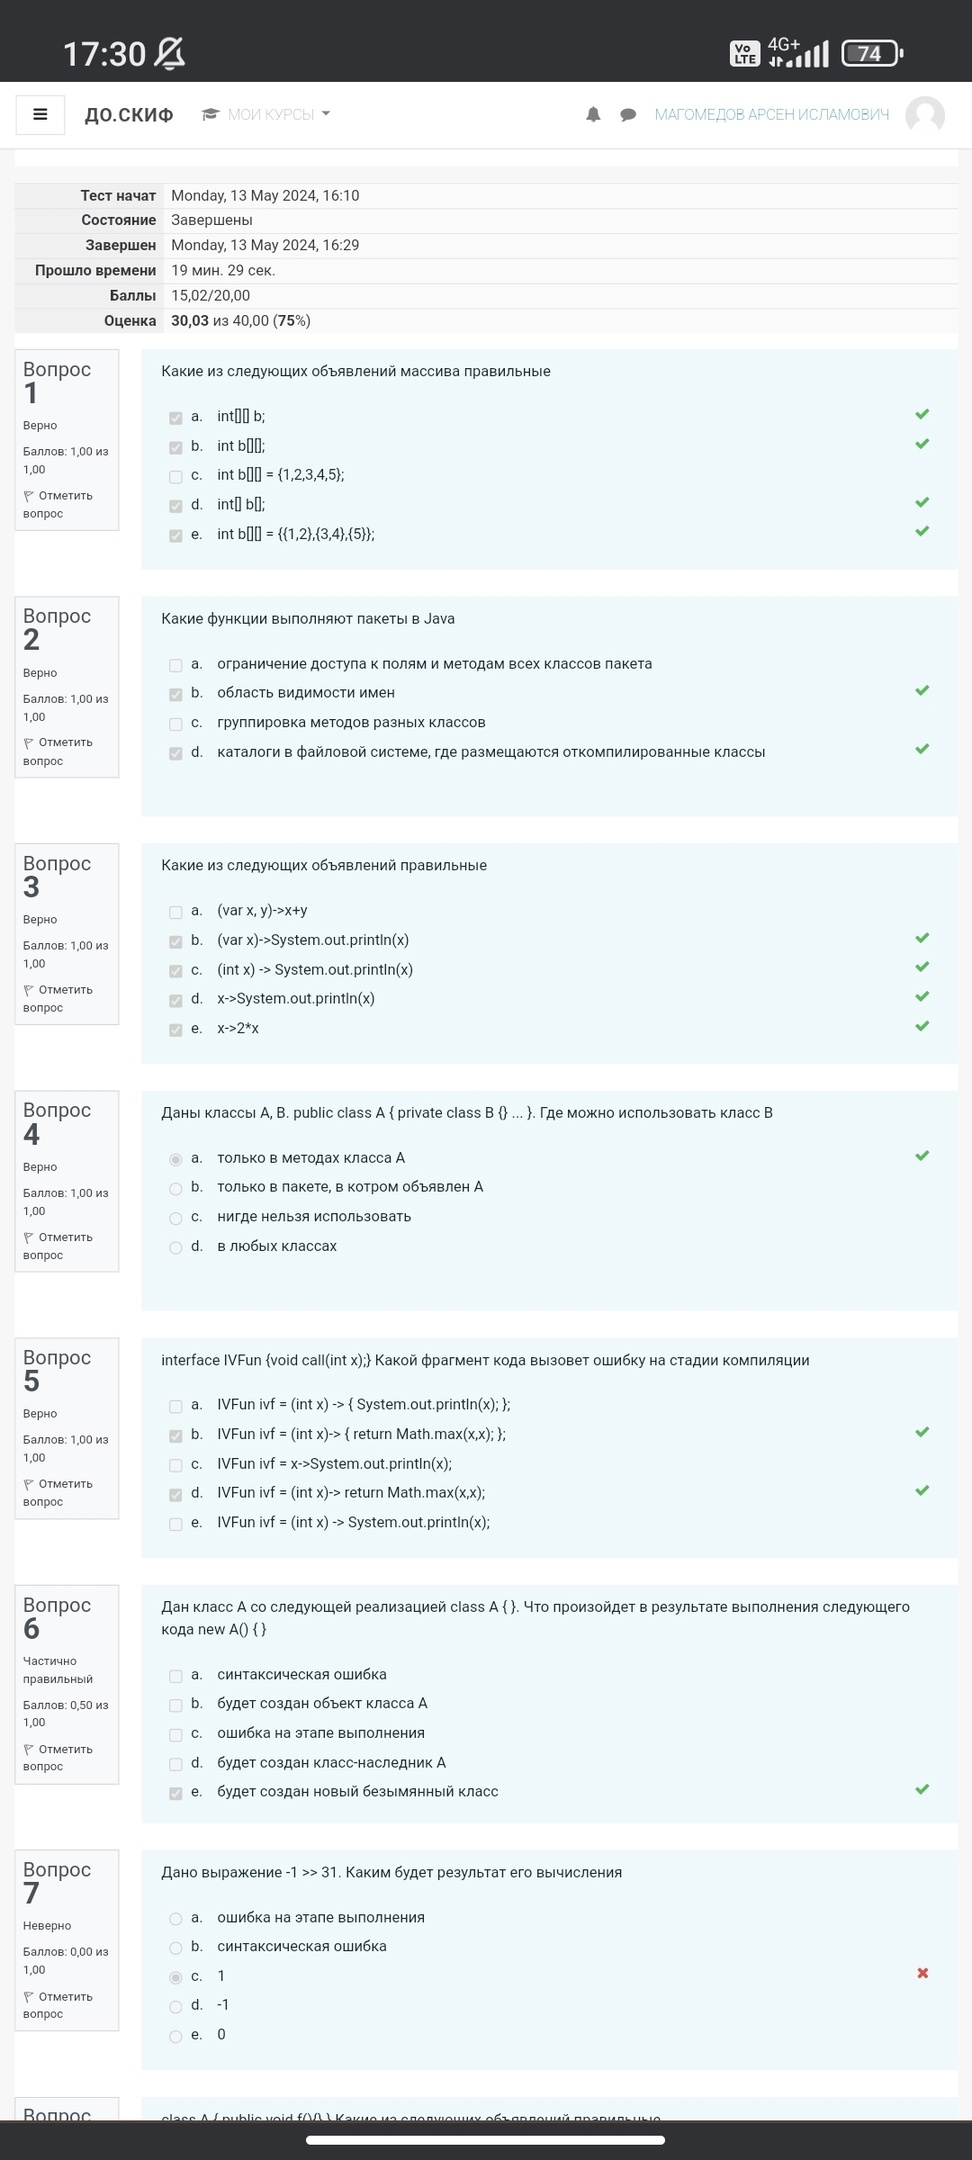 17:30
Vo LTE 4G+ 74
ДО.СКИФ МОИ КУРСЫ МАГОМЕДОВ АРСЕН ИСЛАМОВИЧ
Тест начат Monday, 13 May 2024, 16:10
Состояние Завершены
Завершен Monday, 13 May 2024, 16:29
Прошло времени 19 мин. 29 сек.
Баллы 15,02/20,00
Оценка 30,03 из 40,00 (75%)
Вопрос
1
Верно
Баллов: 1,00 из
1,00
Отметить
вопрос
Какие из следующих объявлений массива правильные
a. int[][] b;
b. int b[][];
c. int b[][] = {1,2,3,4,5};
d. int[] b[];
e. int b[][] = {{1,2},{3,4},{5}};
Вопрос
2
Верно
Баллов: 1,00 из
1,00
Отметить
вопрос
Какие функции выполняют пакеты в Java
a. ограничение доступа к полям и методам всех классов пакета
b. область видимости имен
c. группировка методов разных классов
d. каталоги в файловой системе, где размещаются откомпилированные классы
Вопрос
3
Верно
Баллов: 1,00 из
1,00
Отметить
вопрос
Какие из следующих объявлений правильные
a. (var x, y)->x+y
b. (var x)->System.out.println(x)
c. (int x) -> System.out.println(x)
d. x->System.out.println(x)
e. x->2*x
Вопрос
4
Верно
Баллов: 1,00 из
1,00
Отметить
вопрос
Даны классы A, B. public class A { private class B {} ... }. Где можно использовать класс B
a. только в методах класса A
b. только в пакете, в котром объявлен A
c. нигде нельзя использовать
d. в любых классах
Вопрос
5
Верно
Баллов: 1,00 из
1,00
Отметить
вопрос
interface IVFun {void call(int x);} Какой фрагмент кода вызовет ошибку на стадии компиляции
a. IVFun ivf = (int x) -> { System.out.println(x); };
b. IVFun ivf = (int x)-> { return Math.max(x,x); };
c. IVFun ivf = x->System.out.println(x);
d. IVFun ivf = (int x)-> return Math.max(x,x);
e. IVFun ivf = (int x) -> System.out.println(x);
Вопрос
6
Частично
правильный
Баллов: 0,50 из
1,00
Отметить
вопрос
Дан класс A со следующей реализацией class A { }. Что произойдет в результате выполнения следующего
кода new A() { }
a. синтаксическая ошибка
b. будет создан объект класса A
c. ошибка на этапе выполнения
d. будет создан класс-наследник A
e. будет создан новый безымянный класс
Вопрос
7
Неверно
Баллов: 0,00 из
1,00
Отметить
вопрос
Дано выражение -1 >> 31. Каким будет результат его вычисления
a. ошибка на этапе выполнения
b. синтаксическая ошибка
c. 1
d. -1
e. 0
Вопрос
class A { public void f(){} } Какие из следующих объявлений правильные